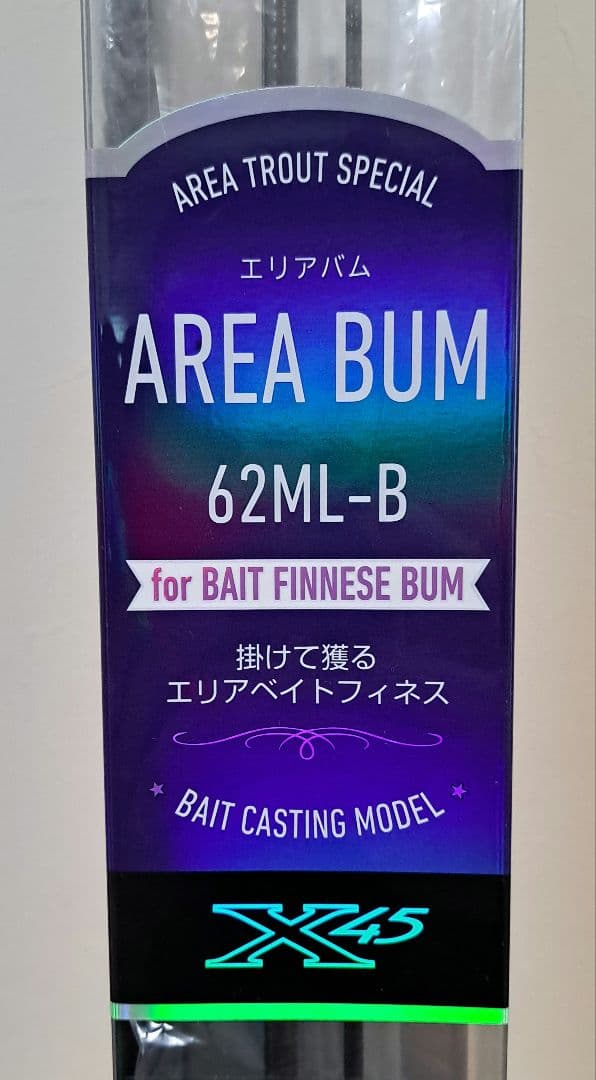 AREA TROUT SPECIAL
エリアバム
AREA BUM
62ML-B
for BAIT FINNESE BUM
掛けて獲る
エリアベイトフィネス
BAIT CASTING MODEL
X45